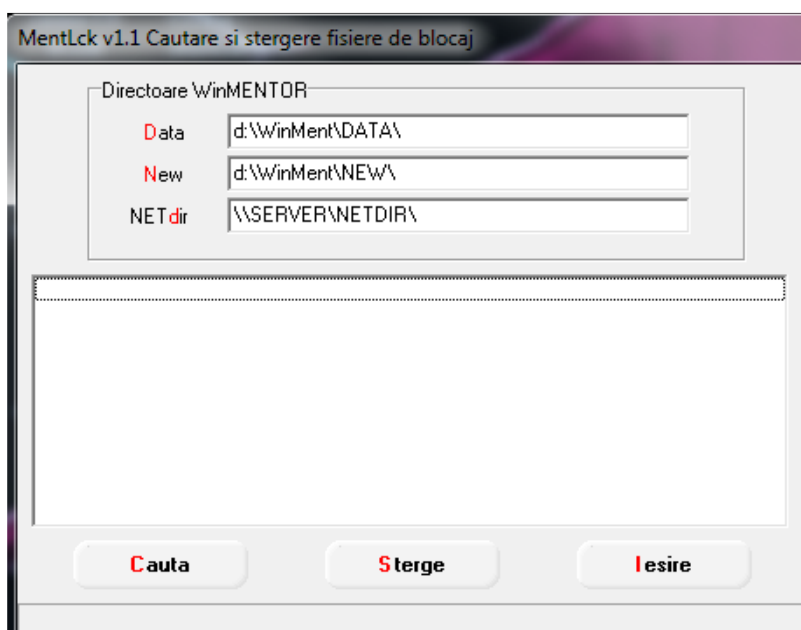 MentLck v1.1 Cautare si stergere fisiere de blocaj
Directoare WinMENTOR
Data d:\WinMent\DATA\
New d:\WinMent\NEW\
NETdir \\SERVER\NETDIR\
Cauta Sterge Iesire